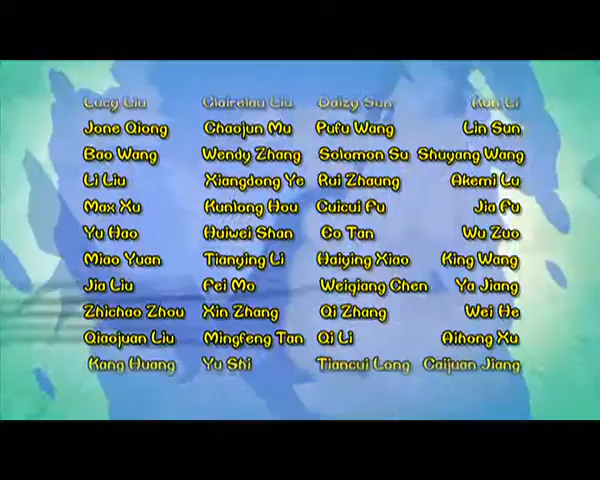 Lucy Liu Clairelau Liu Daizy Sun Kun Li
Jone Qiong Chaojun Mu Pufu Wang Lin Sun
Bao Wang Wendy Zhang Solomon Su Shuyang Wang
Li Liu Xiangdong Ye Rui Zhaung Akemi Lu
Max Xu Kunlong Hou Cuicui Fu Jia Fu
Yu Hao Huiwei Shan Bo Tan Wu Zuo
Miao Yuan Tianying Li Haiying Xiao King Wang
Jia Liu Fei Mo Weiqiang Chen Ya Jiang
Zhichao Zhou Xin Zhang Qi Zhang Wei He
Qiaojuan Liu Mingfeng Tan Qi Li Aihong Xu
Kang Huang Yu Shi Tiancui Long Caijuan Jiang